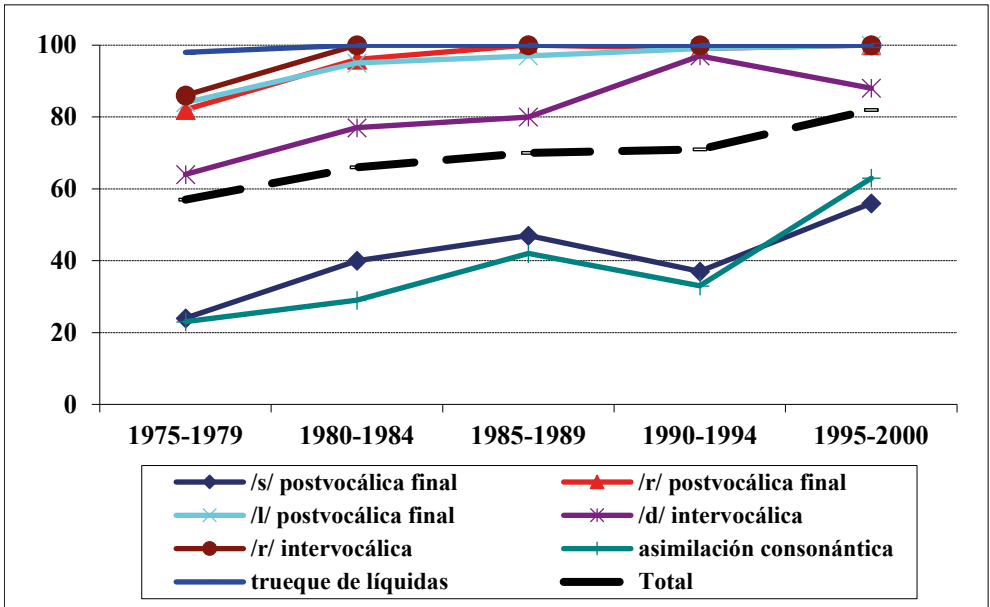 100
80
60
40
20
0
1975-1979 1980-1984 1985-1989 1990-1994 1995-2000
/s/ postvocálica final /r/ postvocálica final
/l/ postvocálica final /d/ intervocálica
/r/ intervocálica asimilación consonántica
trueque de líquidas Total